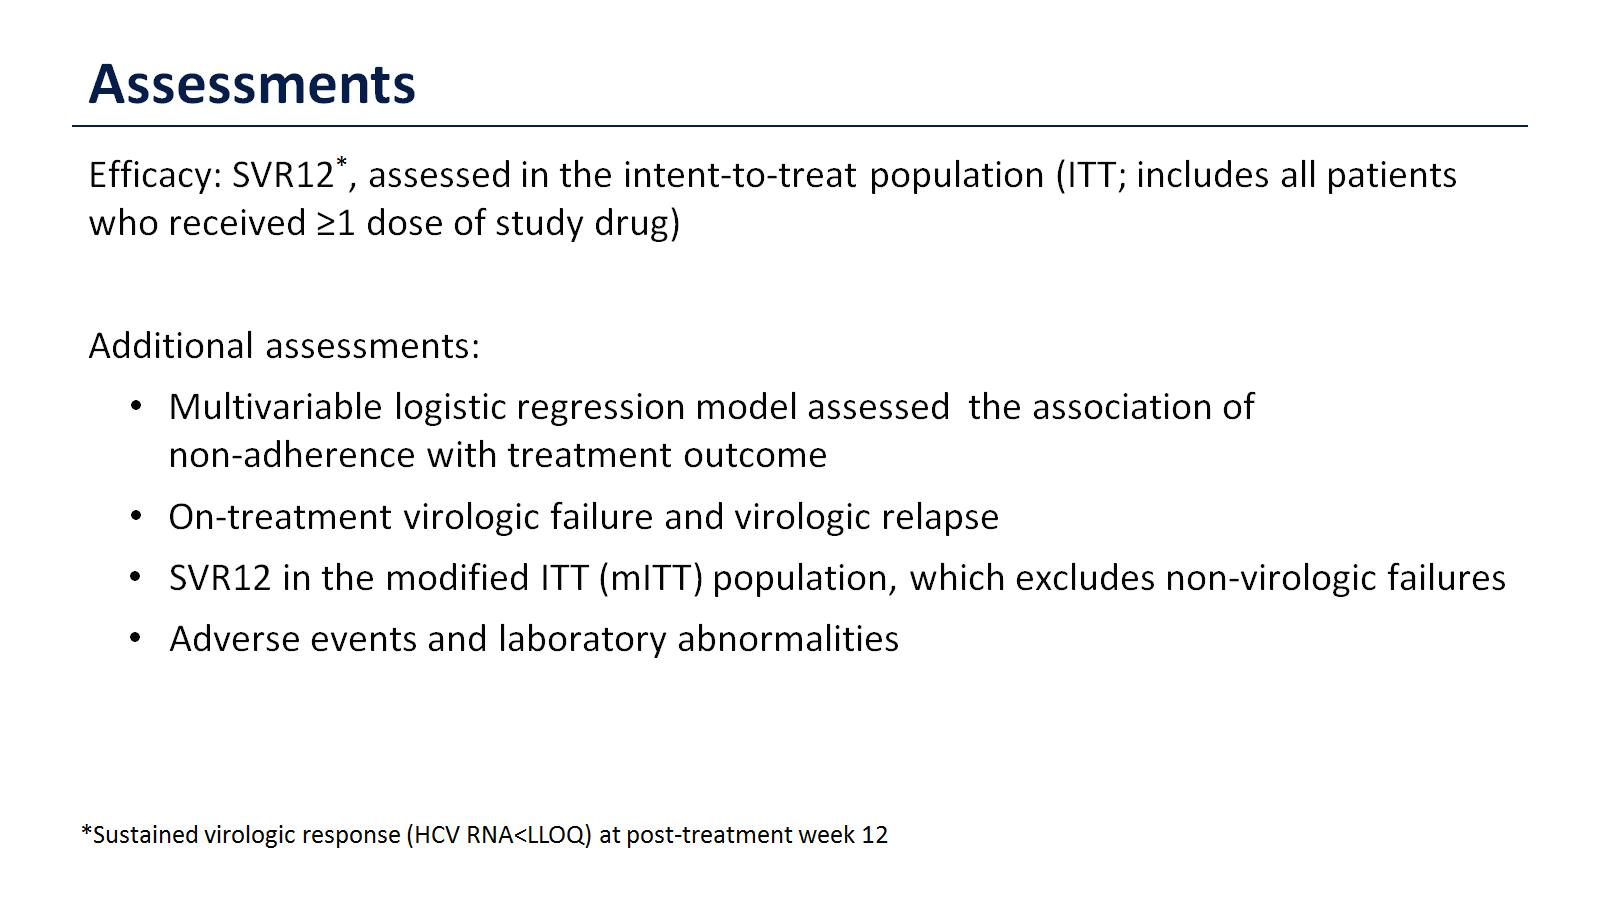 Assessments
Efficacy: SVR12*, assessed in the intent-to-treat population (ITT; includes all patients
who received ≥1 dose of study drug)
Additional assessments:
• Multivariable logistic regression model assessed  the association of
non-adherence with treatment outcome
• On-treatment virologic failure and virologic relapse
• SVR12 in the modified ITT (mITT) population, which excludes non-virologic failures
• Adverse events and laboratory abnormalities
*Sustained virologic response (HCV RNA<LLOQ) at post-treatment week 12